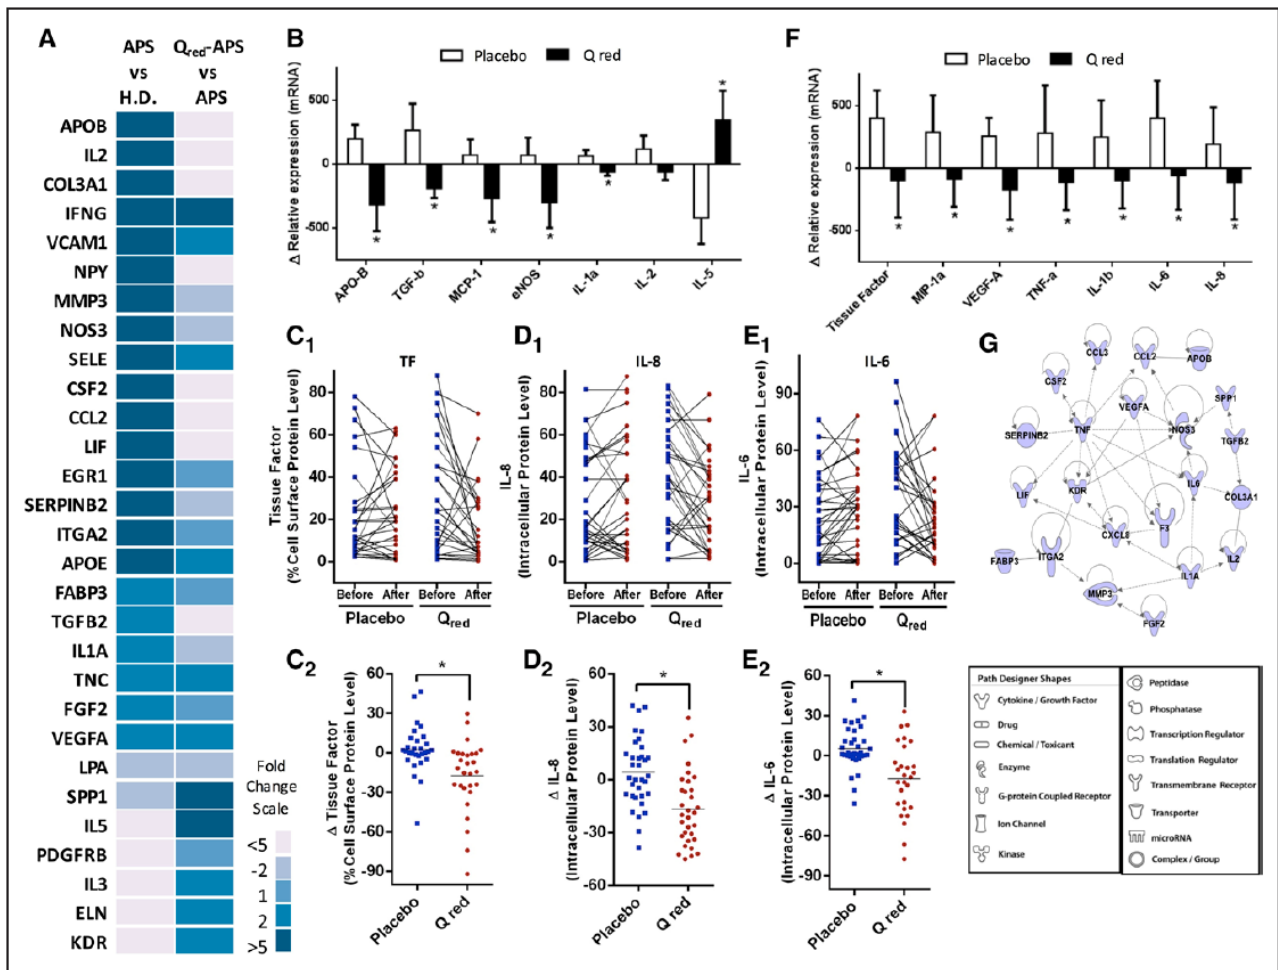 A
APS Qred-APS
vs vs
H.D. APS
APOB
IL2
COL3A1
IFNG
VCAM1
NPY
MMP3
NOS3
SELE
CSF2
CCL2
LIF
EGR1
SERPINB2
ITGA2
APOE
FABP3
TGFB2
IL1A
TNC
FGF2
VEGFA
LPA
SPP1
IL5
PDGFRB
IL3
ELN
KDR
Fold
Change
Scale
<5
-2
1
2
>5
B
Placebo Q red
Δ Relative expression (mRNA)
500
0
-500
* * * * * *
APO-B TGF-b MCP-1 eNOS IL-1a IL-2 IL-5
F
Placebo Q red
Δ Relative expression (mRNA)
500
0
-500
* * * * * * *
Tissue Factor MIP-1a VEGF-A TNF-a IL-1b IL-6 IL-8
C1
TF
Tissue Factor
(% Cell Surface Protein Level)
80
60
40
20
0
Before After Before After
Placebo Qred
D1
IL-8
IL-8
(Intracellular Protein Level)
80
60
40
20
0
Before After Before After
Placebo Qred
E1
IL-6
IL-6
(Intracellular Protein Level)
90
60
30
0
Before After Before After
Placebo Qred
C2
Δ Tissue Factor
(% Cell Surface Protein Level)
60
30
0
-30
-60
-90
*
Placebo Q red
D2
Δ IL-8
(Intracellular Protein Level)
60
30
0
-30
-60
*
Placebo Q red
E2
Δ IL-6
(Intracellular Protein Level)
60
30
0
-30
-60
-90
*
Placebo Q red
G
CCL3
CCL2
APOB
CSF2
VEGFA
SPP1
SERPINB2
TNF
NOS3
TGFB2
LIF
KDR
IL6
COL3A1
CXCL8
F3
FABP3
ITGA2
IL2
IL1A
MMP3
FGF2
Path Designer Shapes
Cytokine / Growth Factor
Drug
Chemical / Toxicant
Enzyme
G-protein Coupled Receptor
Ion Channel
Kinase
Peptidase
Phosphatase
Transcription Regulator
Translation Regulator
Transmembrane Receptor
Transporter
microRNA
Complex / Group